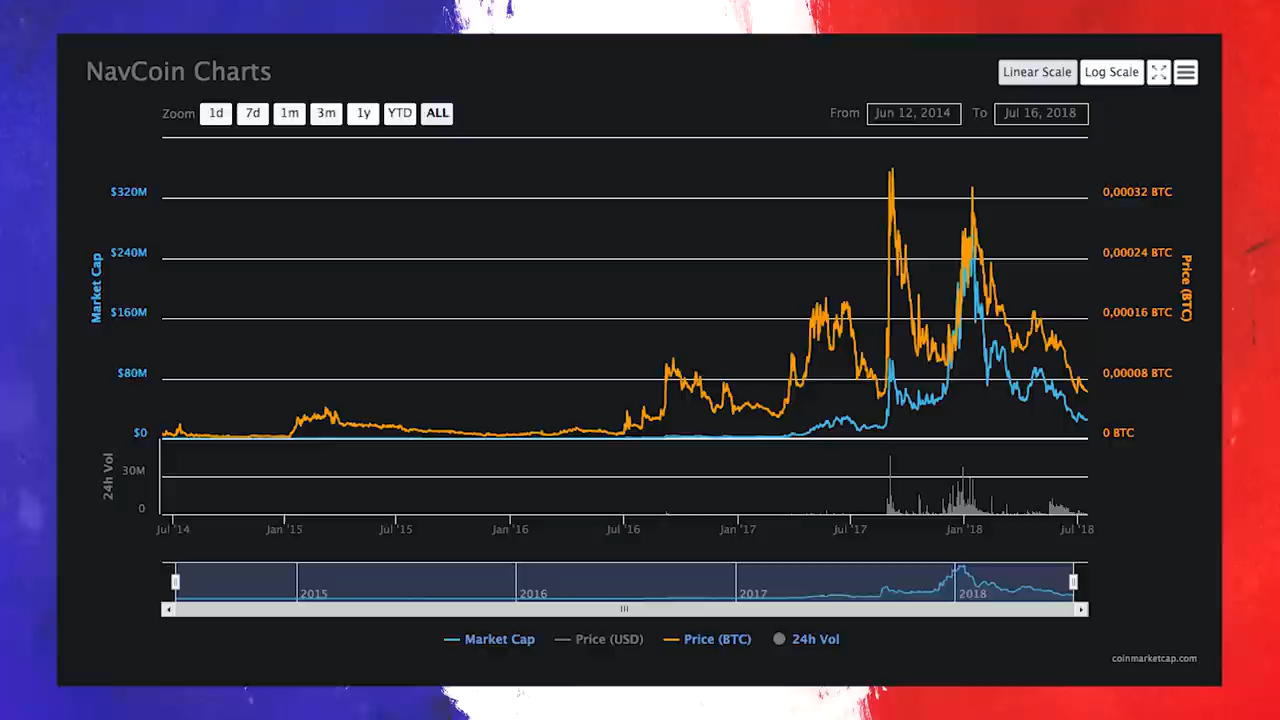 NavCoin Charts
Linear Scale Log Scale
Zoom 1d 7d 1m 3m 1y YTD ALL From Jun 12, 2014 To Jul 16, 2018
$320M
$240M
$160M
$80M
$0
Market Cap
0,00032 BTC
0,00024 BTC
0,00016 BTC
0,00008 BTC
0 BTC
Price (BTC)
24h Vol
30M
0
Jul '14 Jan '15 Jul '15 Jan '16 Jul '16 Jan '17 Jul '17 Jan '18 Jul '18
2015 2016 2017 2018
Market Cap Price (USD) Price (BTC) 24h Vol
coinmarketcap.com